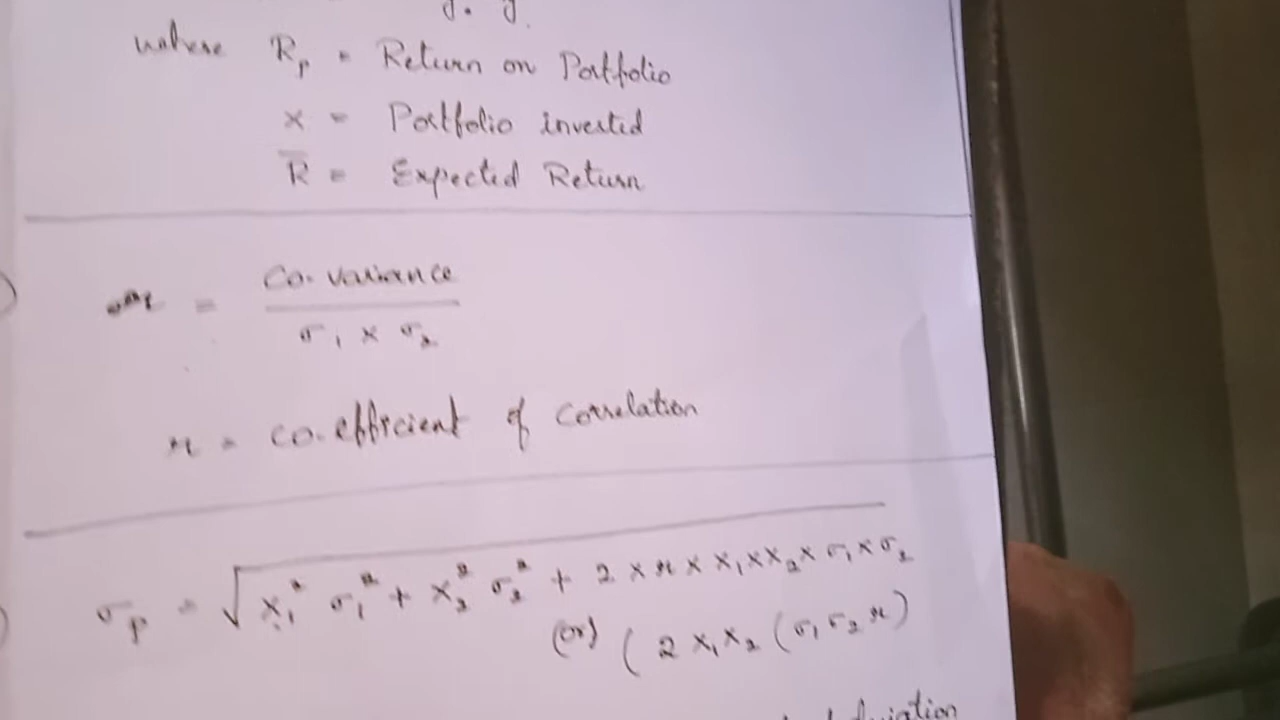 where Rp = Return on Portfolio
x = Portfolio invested
R̅ = Expected Return
r = Co-variance / σ1 × σ2
r = co-efficient of correlation
σp = √x1² σ1² + x2² σ2² + 2 × r × x1 × x2 × σ1 × σ2
(or) (2 x1 x2 (σ1 σ2 r)